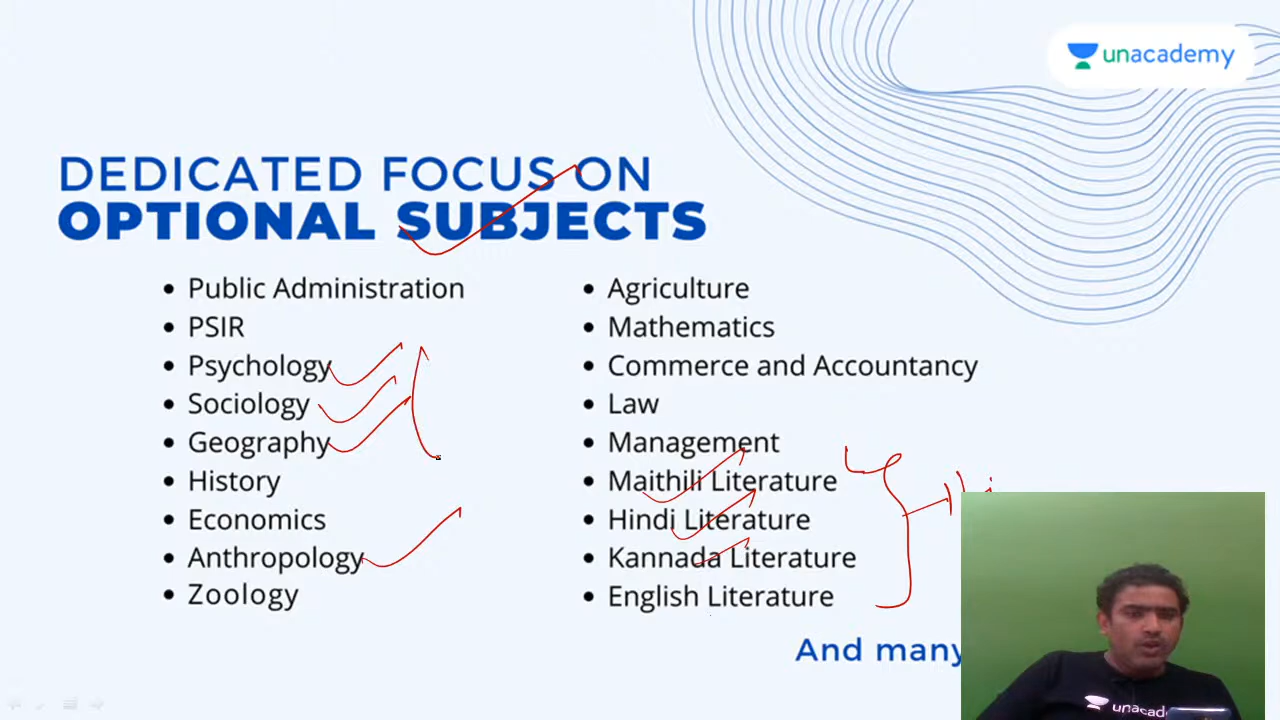 unacademy
DEDICATED FOCUS ON
OPTIONAL SUBJECTS
• Public Administration
• PSIR
• Psychology
• Sociology
• Geography
• History
• Economics
• Anthropology
• Zoology
• Agriculture
• Mathematics
• Commerce and Accountancy
• Law
• Management
• Maithili Literature
• Hindi Literature
• Kannada Literature
• English Literature
And many
unacademy